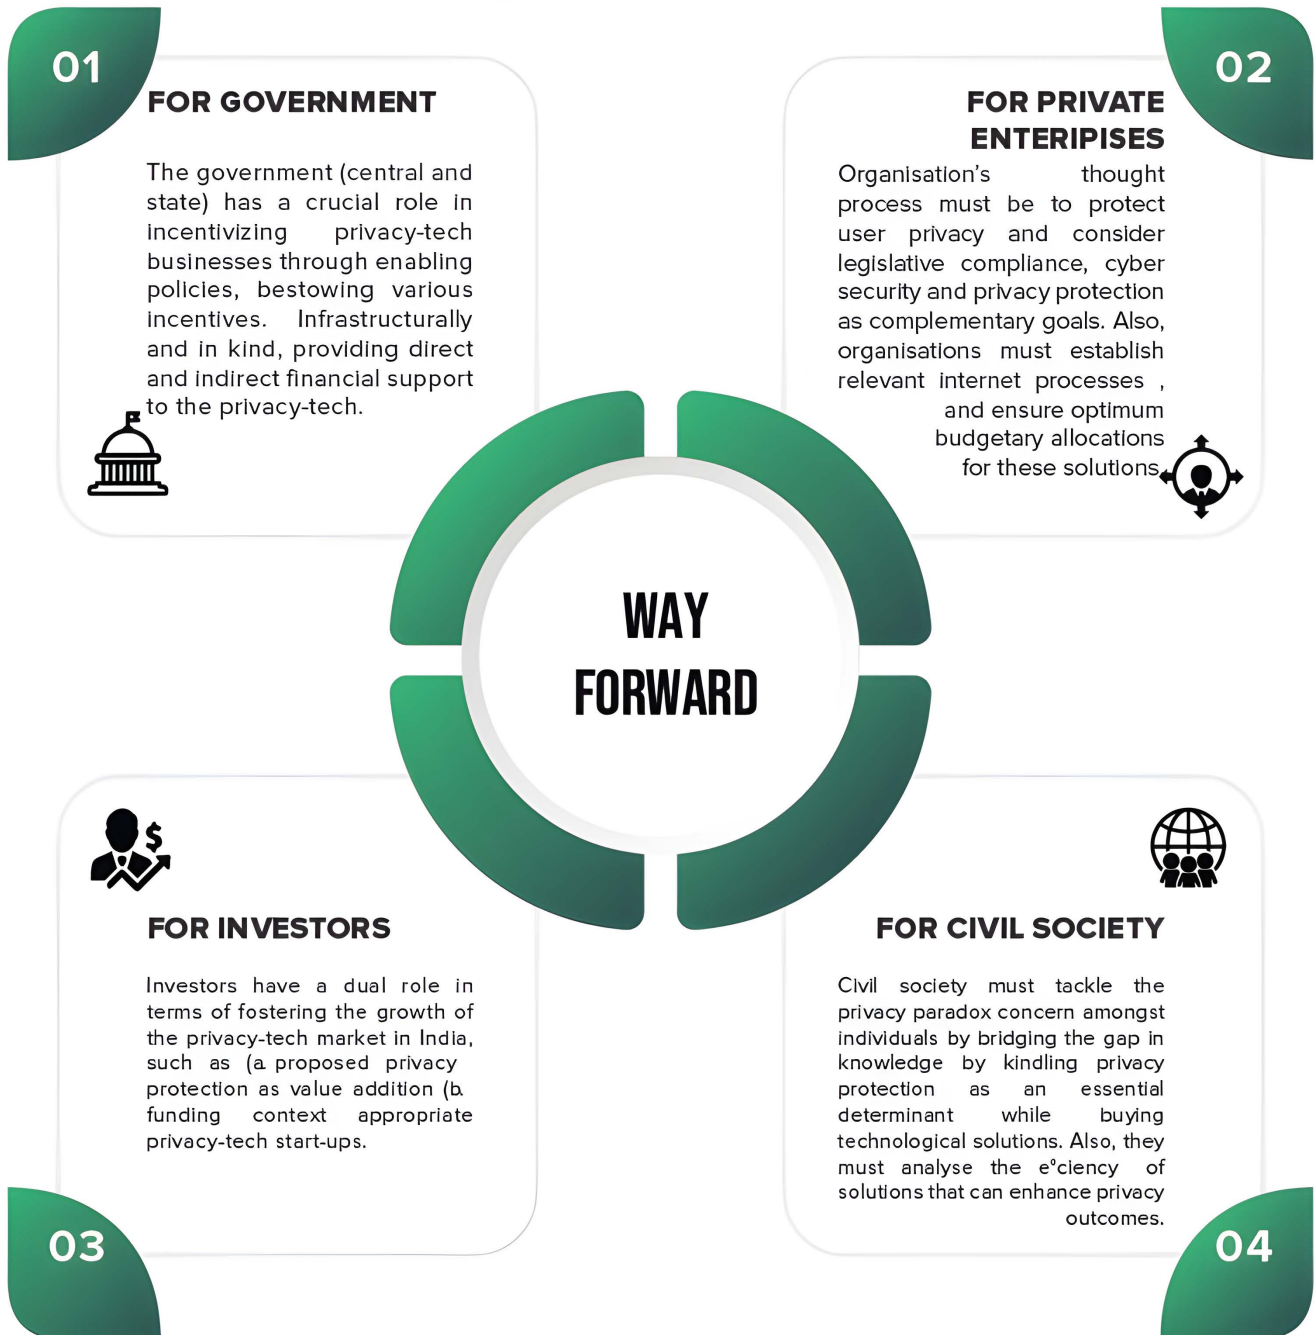 01
FOR GOVERNMENT
The government (central and
state) has a crucial role in
incentivizing privacy-tech
businesses through enabling
policies, bestowing various
incentives. Infrastructurally
and in kind, providing direct
and indirect financial support
to the privacy-tech.
02
FOR PRIVATE
ENTERIPISES
Organisation's thought
process must be to protect
user privacy and consider
legislative compliance, cyber
security and privacy protection
as complementary goals. Also,
organisations must establish
relevant internet processes ,
and ensure optimum
budgetary allocations
for these solutions.
WAY
FORWARD
FOR INVESTORS
Investors have a dual role in
terms of fostering the growth of
the privacy-tech market in India,
such as (a proposed privacy
protection as value addition (b
funding context appropriate
privacy-tech start-ups.
03
FOR CIVIL SOCIETY
Civil society must tackle the
privacy paradox concern amongst
individuals by bridging the gap in
knowledge by kindling privacy
protection as an essential
determinant while buying
technological solutions. Also, they
must analyse the e°ciency of
solutions that can enhance privacy
outcomes.
04